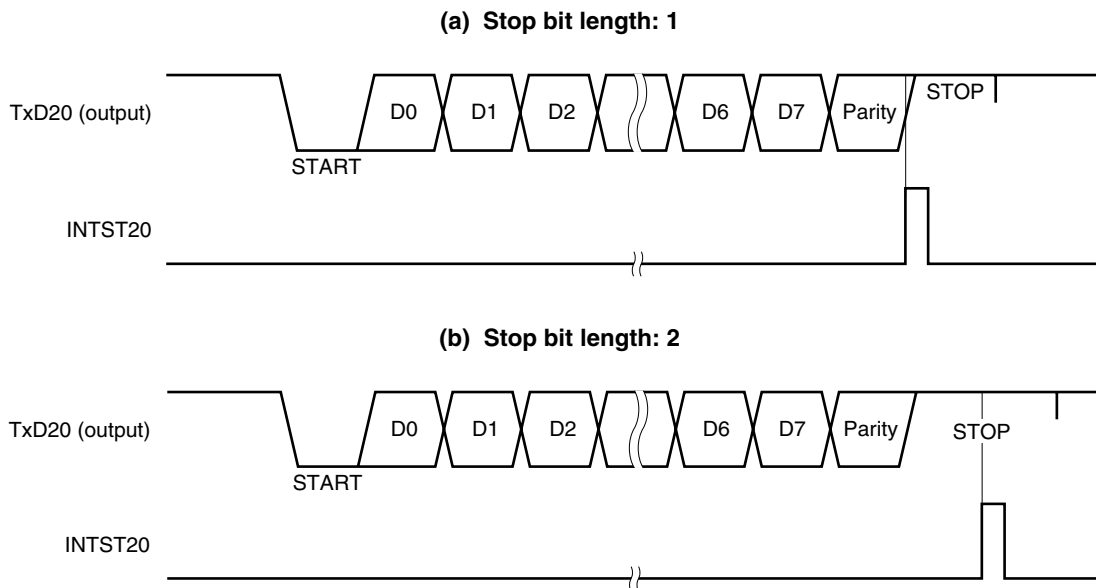 (a) Stop bit length: 1
TxD20 (output)
D0 D1 D2 D6 D7 Parity
STOP
START
INTST20
(b) Stop bit length: 2
TxD20 (output)
D0 D1 D2 D6 D7 Parity
STOP
START
INTST20